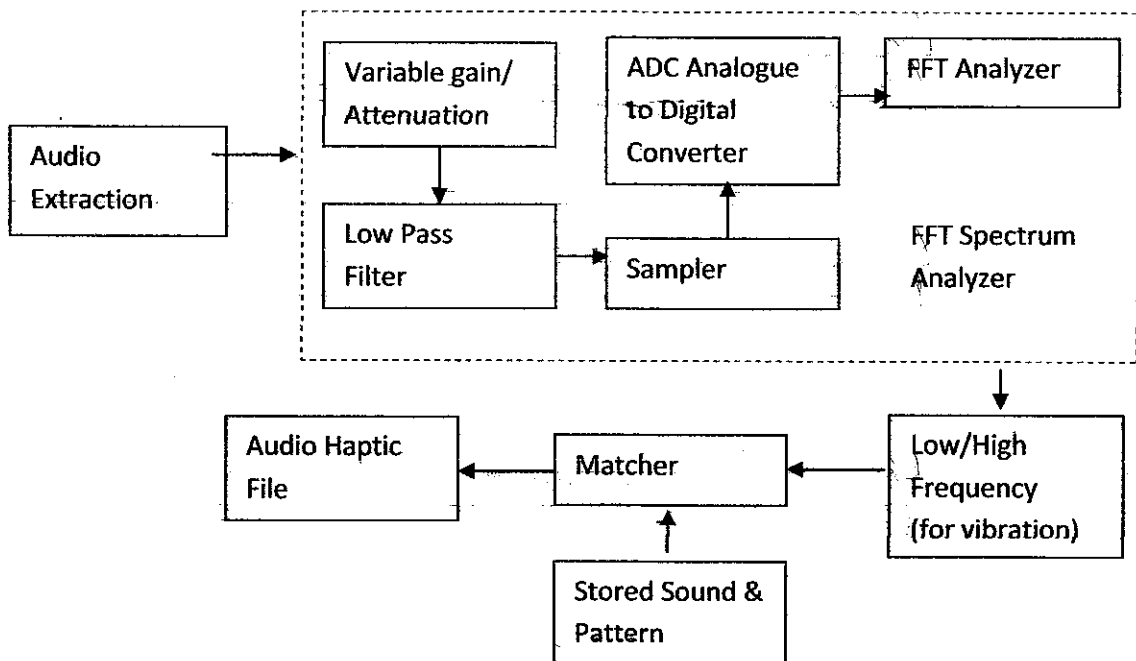 Audio
Extraction
Variable gain/
Attenuation
Low Pass
Filter
ADC Analogue
to Digital
Converter
Sampler
FFT Analyzer
FFT Spectrum
Analyzer
Low/High
Frequency
(for vibration)
Matcher
Audio Haptic
File
Stored Sound &
Pattern